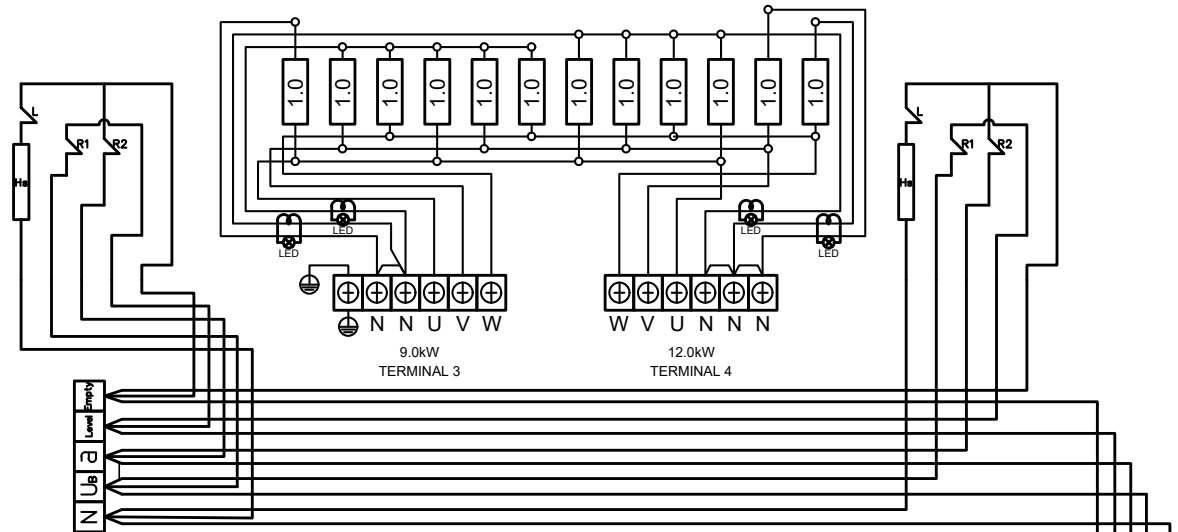 1.0 1.0 1.0 1.0 1.0 1.0 1.0 1.0 1.0 1.0 1.0 1.0
R1 R2
R1 R2
Hs
Hs
LED
LED
LED
LED
N N U V W
W V U N N N
9.0kW
TERMINAL 3
12.0kW
TERMINAL 4
Empty
Level
a
UB
N